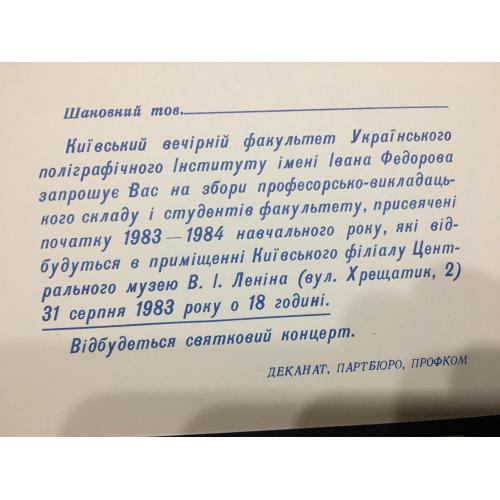 Шановний тов.
Київський вечірній факультет Українського
поліграфічного Інституту імені Івана Федорова
запрошує Вас на збори професорсько-викладаць-
кого складу і студентів факультету, присвячені
початку 1983—1984 навчального року, які від-
будуться в приміщенні Київського філіалу Цент-
рального музею В. І. Леніна (вул. Хрещатик, 2)
31 серпня 1983 року о 18 годині.
Відбудеться святковий концерт.
ДЕКАНАТ, ПАРТБЮРО, ПРОФКОМ